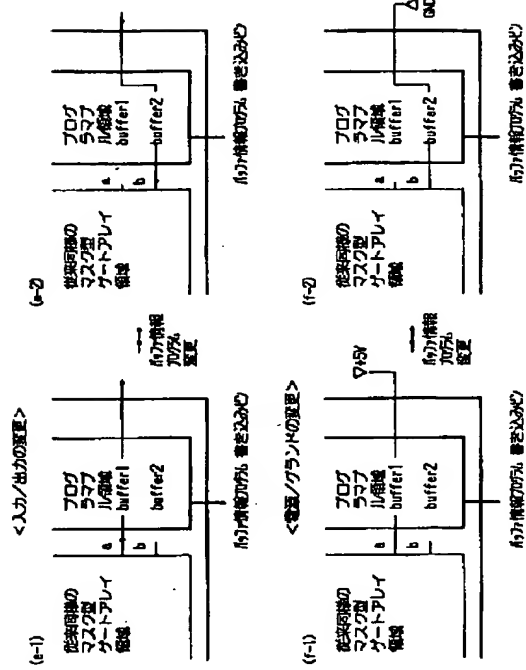 <入力/出力の変更>
(e-1)
従来同様の
マスク型
ゲートアレイ
領域
a
b
プログ
ラマブ
ル領域
buffer1
buffer2
バッファ情報プログラム 書き込みピン
バッファ情報
プログラム
変更
(e-2)
従来同様の
マスク型
ゲートアレイ
領域
a
b
プログ
ラマブ
ル領域
buffer1
buffer2
バッファ情報プログラム 書き込みピン
<電源/グランドの変更>
(f-1)
従来同様の
マスク型
ゲートアレイ
領域
a
b
プログ
ラマブ
ル領域
buffer1
buffer2
+5V
バッファ情報プログラム 書き込みピン
バッファ情報
プログラム
変更
(f-2)
従来同様の
マスク型
ゲートアレイ
領域
a
b
プログ
ラマブ
ル領域
buffer1
buffer2
GND
バッファ情報プログラム 書き込みピン